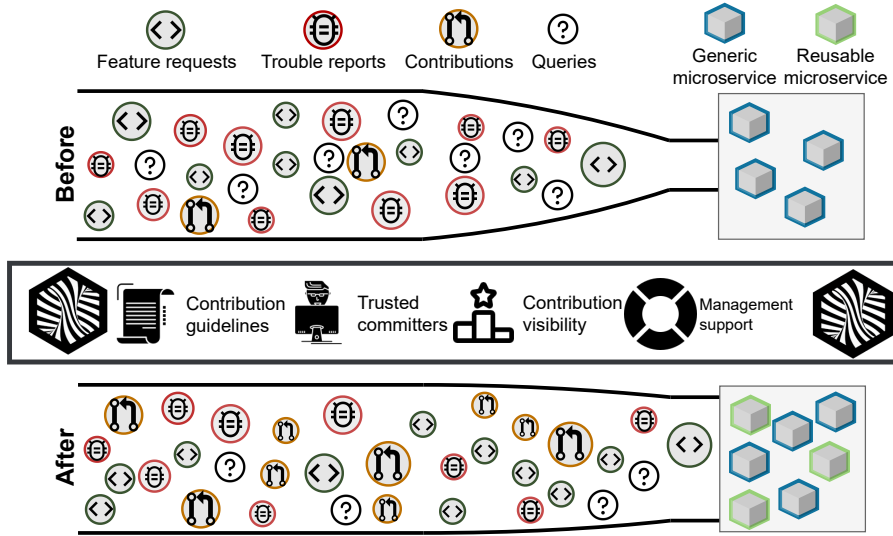 Feature requests
Trouble reports
Contributions
Queries
Generic
microservice
Reusable
microservice
Before
Contribution
guidelines
Trusted
committers
Contribution
visibility
Management
support
After